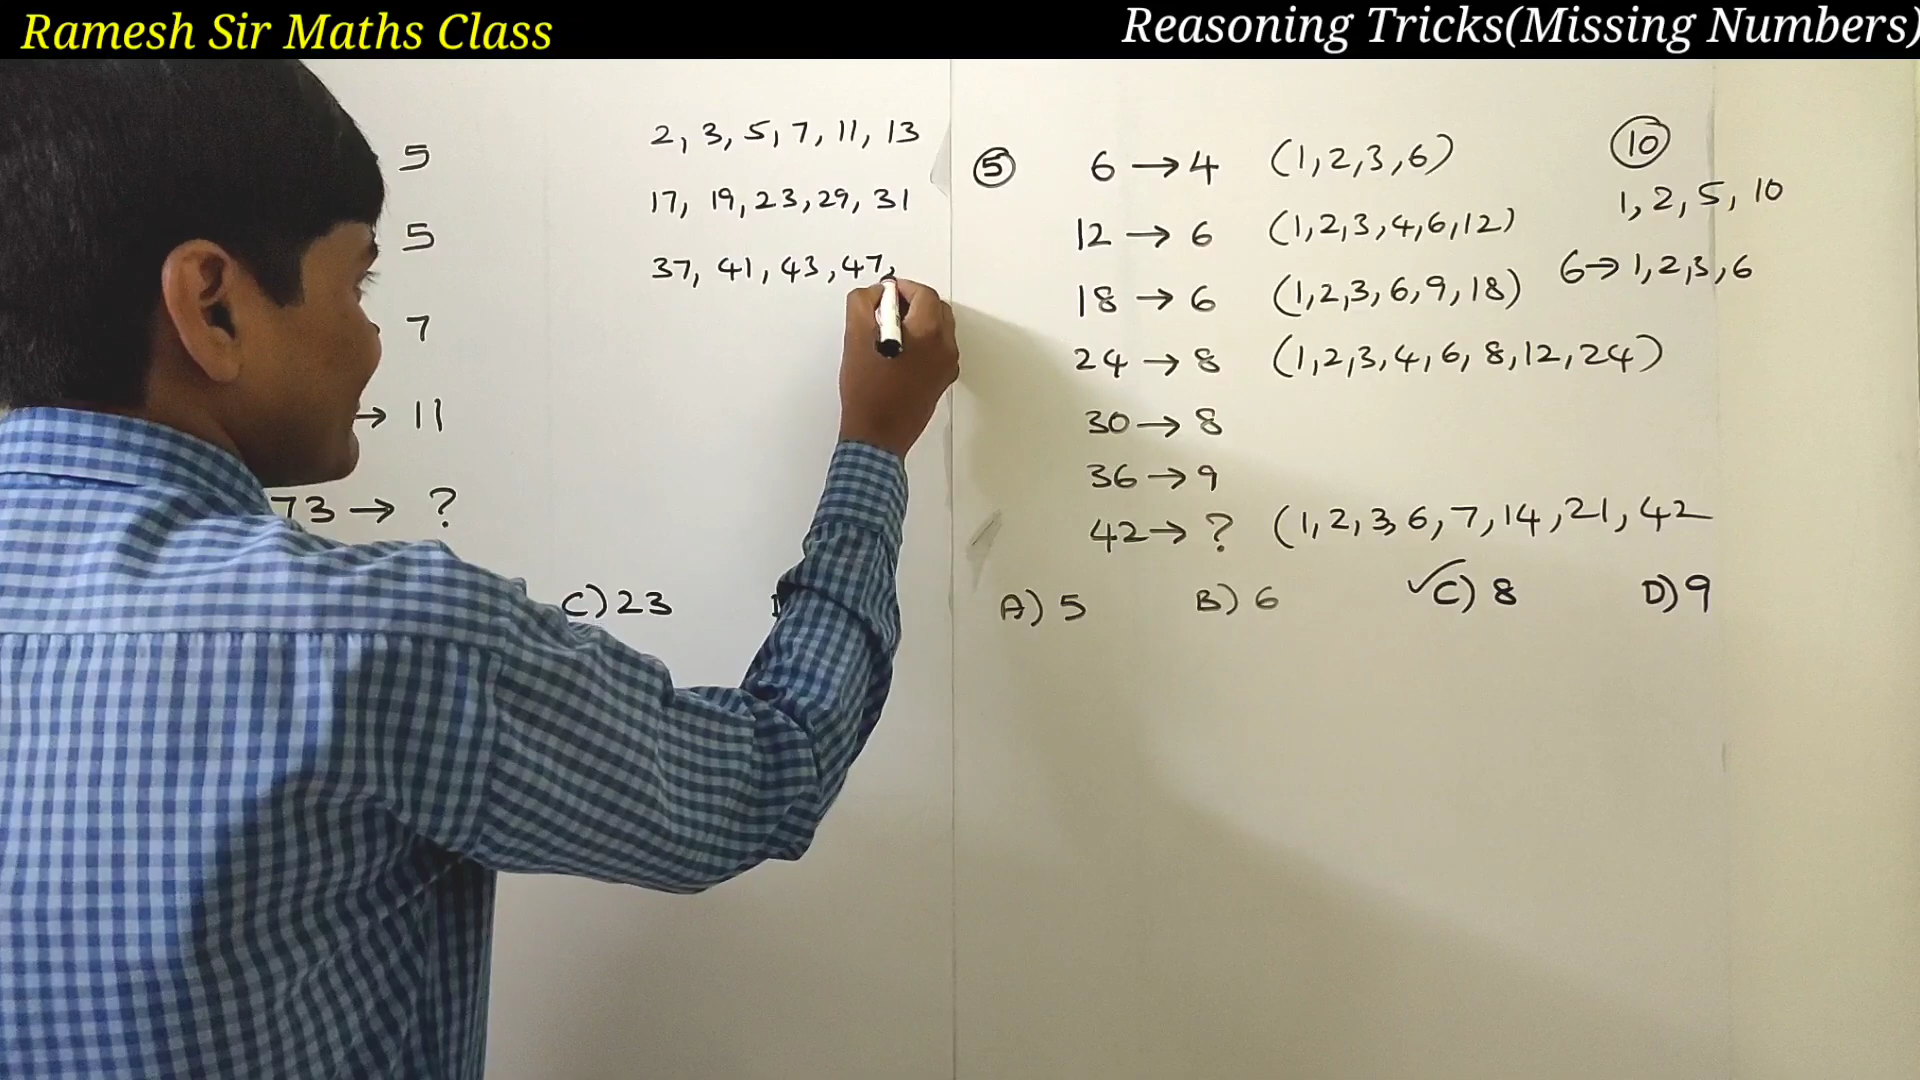 Ramesh Sir Maths Class
Reasoning Tricks(Missing Numbers)
5
5
7
→ 11
73 → ?
C) 23
2, 3, 5, 7, 11, 13
17, 19, 23, 29, 31
37, 41, 43, 47,
5
6 → 4 (1, 2, 3, 6)
12 → 6 (1, 2, 3, 4, 6, 12)
18 → 6 (1, 2, 3, 6, 9, 18)
24 → 8 (1, 2, 3, 4, 6, 8, 12, 24)
30 → 8
36 → 9
42 → ? (1, 2, 3, 6, 7, 14, 21, 42
A) 5 B) 6 ✓C) 8 D) 9
10
1, 2, 5, 10
6 → 1, 2, 3, 6